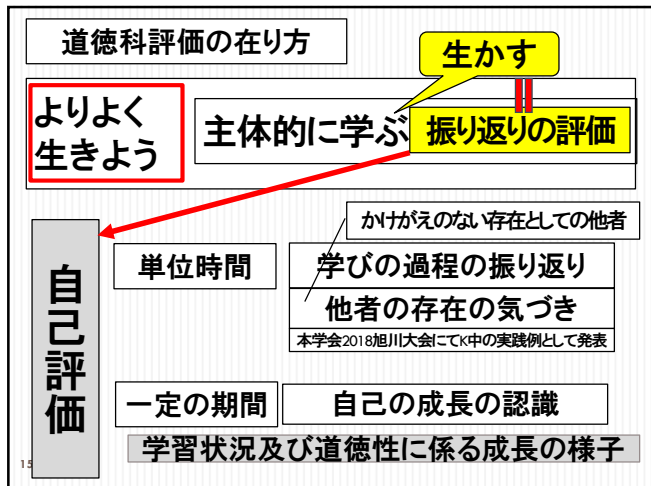 道徳科評価の在り方
生かす
よりよく
生きよう
主体的に学ぶ
振り返りの評価
かけがえのない存在としての他者
自己評価
単位時間
学びの過程の振り返り
他者の存在の気づき
本学会2018旭川大会にてK中の実践例として発表
一定の期間
自己の成長の認識
学習状況及び道徳性に係る成長の様子